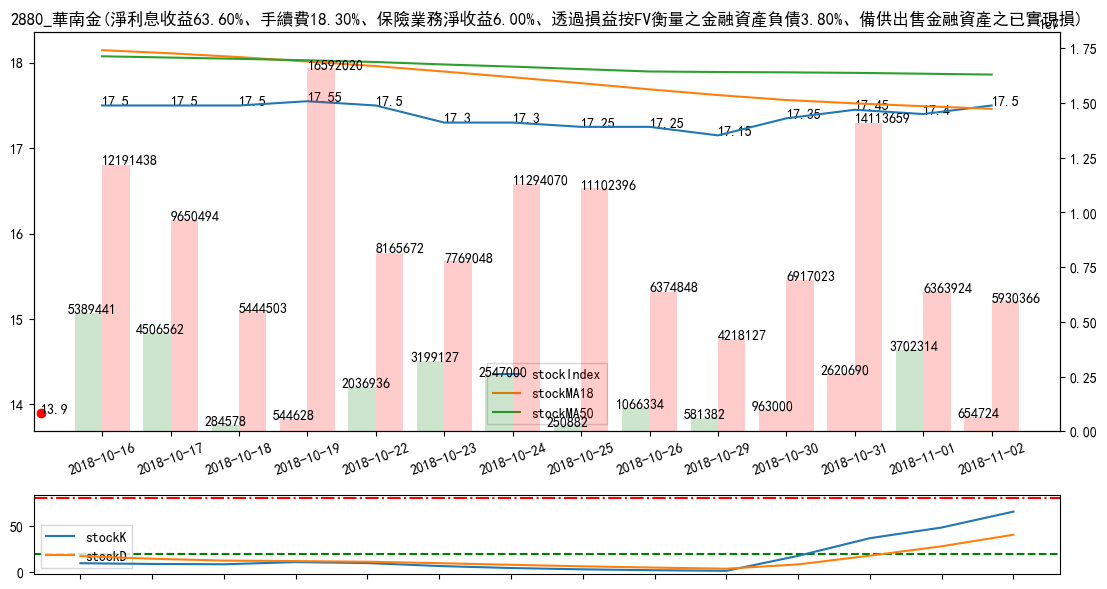 2880_華南金(淨利息收益63.60%、手續費18.30%、保險業務淨收益6.00%、透過損益按FV衡量之金融資產負債3.80%、備供出售金融資產之已實現損)
18
17
16
15
14
1.75
1.50
1.25
1.00
0.75
0.50
0.25
0.00
17.5 17.5 17.5 17.55 17.5 17.3 17.3 17.25 17.25 17.15 17.35 17.45 17.4 17.5
12191438 9650494 5444503 16592020 8165672 7769048 11294070 11102396 6374848 4218127 6917023 14113659 6363924 5930366
5389441 4506562 284578 544628 2036936 3199127 2547000 250882 1066334 581382 963000 2620690 3702314 654724
13.9
stockIndex
stockMA18
stockMA50
2018-10-16 2018-10-17 2018-10-18 2018-10-19 2018-10-22 2018-10-23 2018-10-24 2018-10-25 2018-10-26 2018-10-29 2018-10-30 2018-10-31 2018-11-01 2018-11-02
50
0
stockK
stockD